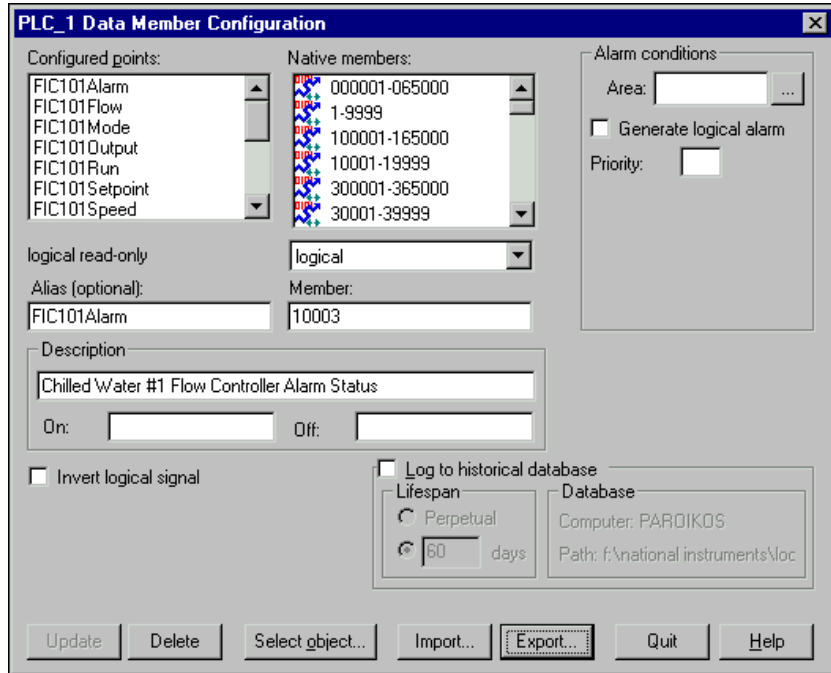 PLC_1 Data Member Configuration
Configured points:
FIC101Alarm
FIC101Flow
FIC101Mode
FIC101Output
FIC101Run
FIC101Setpoint
FIC101Speed
Native members:
000001-065000
1-9999
100001-165000
10001-19999
300001-365000
30001-39999
Alarm conditions
Area:
...
Generate logical alarm
Priority:
logical read-only
logical
Alias (optional):
FIC101Alarm
Member:
10003
Description
Chilled Water #1 Flow Controller Alarm Status
On:
Off:
Invert logical signal
Log to historical database
Lifespan
Perpetual
60 days
Database
Computer: PAROIKOS
Path: f:\national instruments\loc
Update Delete Select object... Import... Export... Quit Help